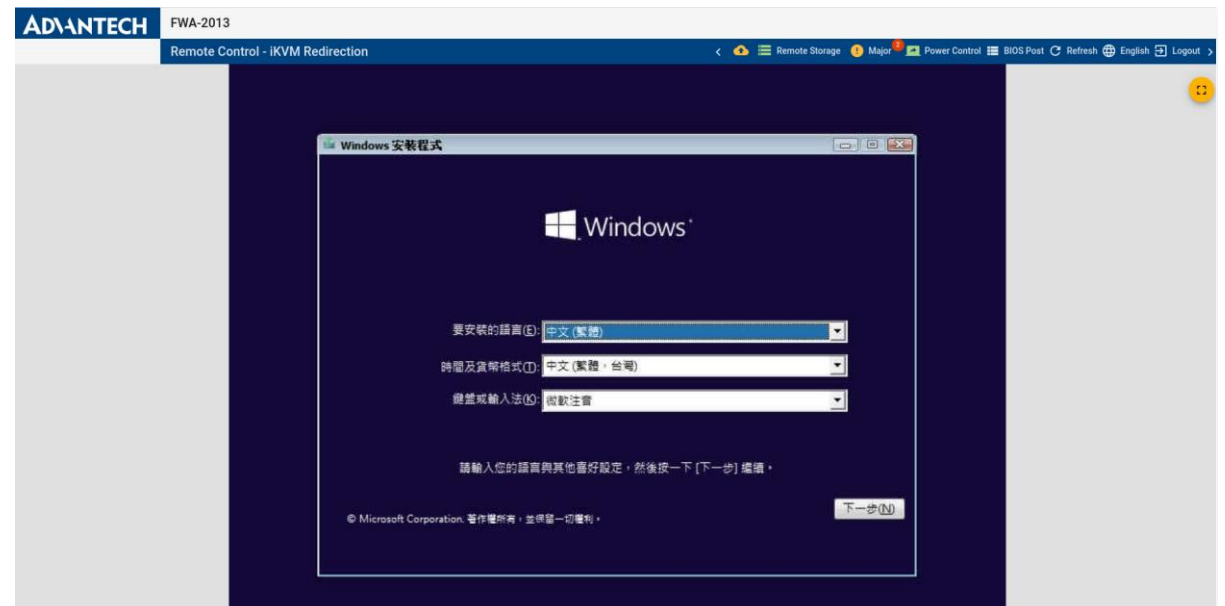 ADVANTECH FWA-2013
Remote Control - iKVM Redirection Remote Storage Major 2 Power Control BIOS Post Refresh English Logout
Windows 安裝程式
Windows
要安裝的語言(E): 中文 (繁體)
時間及貨幣格式(T): 中文 (繁體，台灣)
鍵盤或輸入法(K): 微軟注音
請輸入您的語言與其他喜好設定，然後按一下 [下一步] 繼續。
© Microsoft Corporation. 著作權所有，並保留一切權利。
下一步(N)